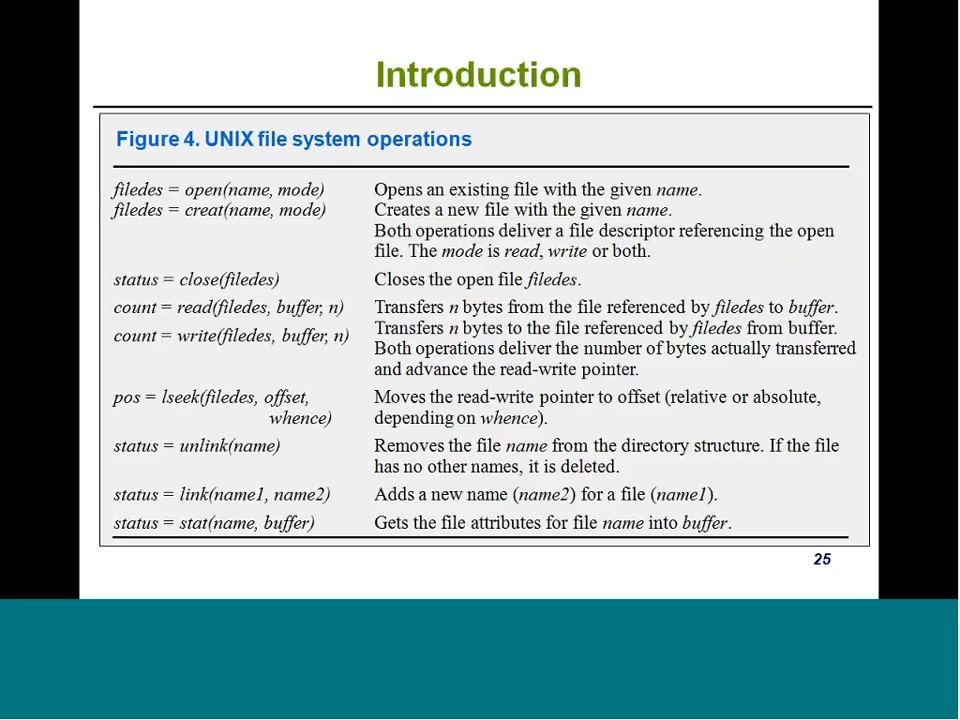 Introduction
Figure 4. UNIX file system operations
filedes = open(name, mode) Opens an existing file with the given name.
filedes = creat(name, mode) Creates a new file with the given name.
Both operations deliver a file descriptor referencing the open
file. The mode is read, write or both.
status = close(filedes) Closes the open file filedes.
count = read(filedes, buffer, n) Transfers n bytes from the file referenced by filedes to buffer.
count = write(filedes, buffer, n) Transfers n bytes to the file referenced by filedes from buffer.
Both operations deliver the number of bytes actually transferred
and advance the read-write pointer.
pos = lseek(filedes, offset, Moves the read-write pointer to offset (relative or absolute,
whence) depending on whence).
status = unlink(name) Removes the file name from the directory structure. If the file
has no other names, it is deleted.
status = link(name1, name2) Adds a new name (name2) for a file (name1).
status = stat(name, buffer) Gets the file attributes for file name into buffer.
25